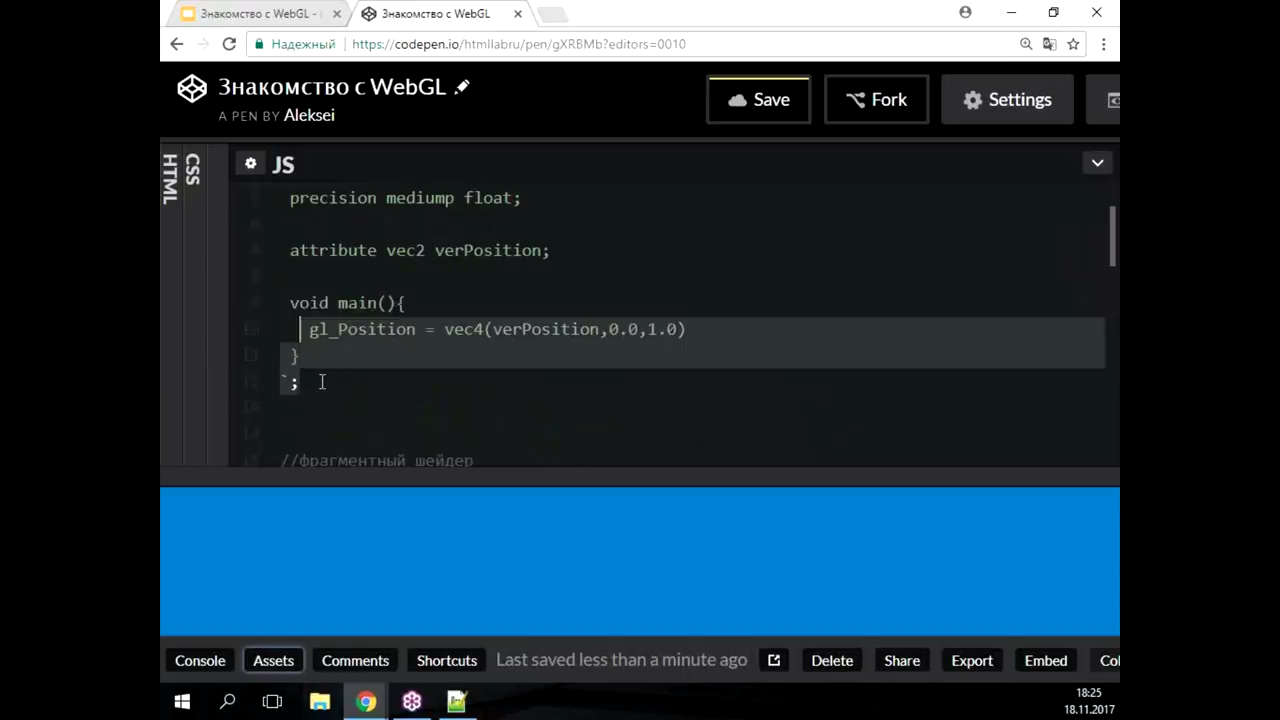 Знакомство с WebGL -
Знакомство с WebGL
Надежный
https://codepen.io/htmllabru/pen/gXRBMb?editors=0010
Знакомство с WebGL
A PEN BY Aleksei
Save
Fork
Settings
HTML
CSS
JS
precision mediump float;
attribute vec2 verPosition;
void main(){
gl_Position = vec4(verPosition,0.0,1.0)
}
`;
//фрагментный шейдер
Console
Assets
Comments
Shortcuts
Last saved less than a minute ago
Delete
Share
Export
Embed
Col
18:25
18.11.2017